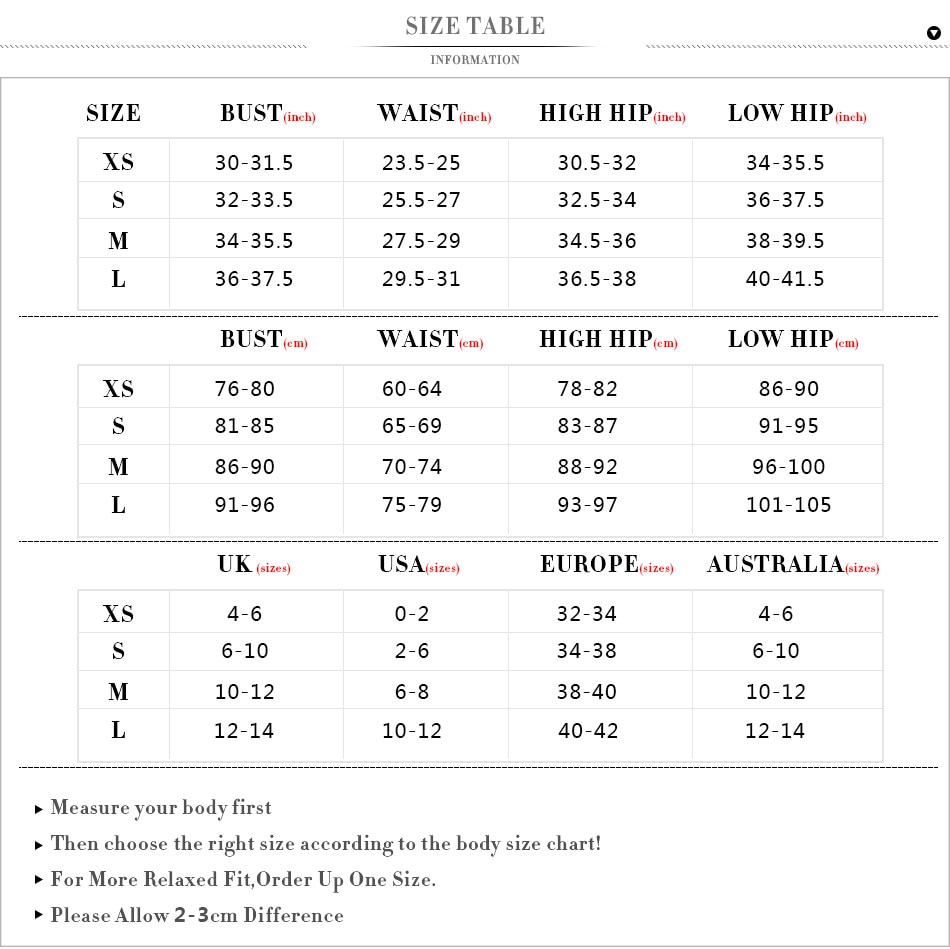 SIZE TABLE
INFORMATION
SIZE BUST(inch) WAIST(inch) HIGH HIP(inch) LOW HIP(inch)
XS 30-31.5 23.5-25 30.5-32 34-35.5
S 32-33.5 25.5-27 32.5-34 36-37.5
M 34-35.5 27.5-29 34.5-36 38-39.5
L 36-37.5 29.5-31 36.5-38 40-41.5
BUST(cm) WAIST(cm) HIGH HIP(cm) LOW HIP(cm)
XS 76-80 60-64 78-82 86-90
S 81-85 65-69 83-87 91-95
M 86-90 70-74 88-92 96-100
L 91-96 75-79 93-97 101-105
UK (sizes) USA(sizes) EUROPE(sizes) AUSTRALIA(sizes)
XS 4-6 0-2 32-34 4-6
S 6-10 2-6 34-38 6-10
M 10-12 6-8 38-40 10-12
L 12-14 10-12 40-42 12-14
Measure your body first
Then choose the right size according to the body size chart!
For More Relaxed Fit,Order Up One Size.
Please Allow 2-3cm Difference